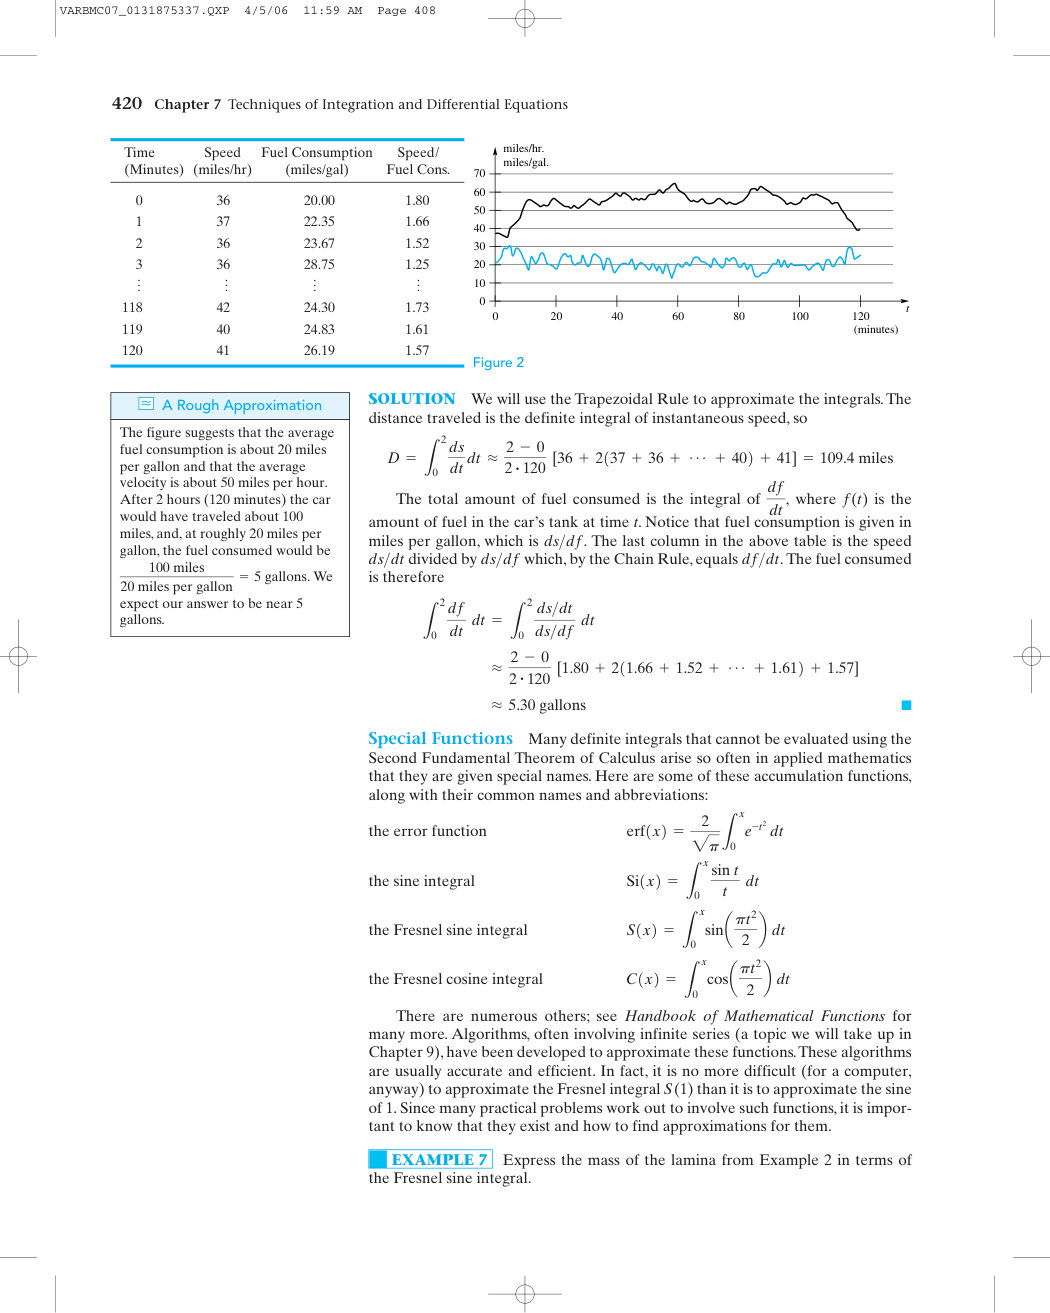 VARBMC07_0131875337.QXP 4/5/06 11:59 AM Page 408
420 Chapter 7 Techniques of Integration and Differential Equations
Time Speed Fuel Consumption Speed/
(Minutes) (miles/hr) (miles/gal) Fuel Cons.
0 36 20.00 1.80
1 37 22.35 1.66
2 36 23.67 1.52
3 36 28.75 1.25
⋮ ⋮ ⋮ ⋮
118 42 24.30 1.73
119 40 24.83 1.61
120 41 26.19 1.57
miles/hr.
miles/gal.
70
60
50
40
30
20
10
0
0 20 40 60 80 100 120
t
(minutes)
Figure 2
≈ A Rough Approximation
The figure suggests that the average
fuel consumption is about 20 miles
per gallon and that the average
velocity is about 50 miles per hour.
After 2 hours (120 minutes) the car
would have traveled about 100
miles, and, at roughly 20 miles per
gallon, the fuel consumed would be
100 miles
20 miles per gallon = 5 gallons. We
expect our answer to be near 5
gallons.
SOLUTION We will use the Trapezoidal Rule to approximate the integrals. The
distance traveled is the definite integral of instantaneous speed, so
D = ∫₀² ds/dt dt ≈ (2 − 0)/(2 · 120) [36 + 2(37 + 36 + ⋯ + 40) + 41] = 109.4 miles
The total amount of fuel consumed is the integral of df/dt, where f(t) is the
amount of fuel in the car's tank at time t. Notice that fuel consumption is given in
miles per gallon, which is ds/df. The last column in the above table is the speed
ds/dt divided by ds/df which, by the Chain Rule, equals df/dt. The fuel consumed
is therefore
∫₀² df/dt dt = ∫₀² (ds/dt)/(ds/df) dt
≈ (2 − 0)/(2 · 120) [1.80 + 2(1.66 + 1.52 + ⋯ + 1.61) + 1.57]
≈ 5.30 gallons
Special Functions Many definite integrals that cannot be evaluated using the
Second Fundamental Theorem of Calculus arise so often in applied mathematics
that they are given special names. Here are some of these accumulation functions,
along with their common names and abbreviations:
the error function erf(x) = 2/√π ∫₀ˣ e^(−t²) dt
the sine integral Si(x) = ∫₀ˣ sin t/t dt
the Fresnel sine integral S(x) = ∫₀ˣ sin(πt²/2) dt
the Fresnel cosine integral C(x) = ∫₀ˣ cos(πt²/2) dt
There are numerous others; see Handbook of Mathematical Functions for
many more. Algorithms, often involving infinite series (a topic we will take up in
Chapter 9), have been developed to approximate these functions. These algorithms
are usually accurate and efficient. In fact, it is no more difficult (for a computer,
anyway) to approximate the Fresnel integral S(1) than it is to approximate the sine
of 1. Since many practical problems work out to involve such functions, it is impor-
tant to know that they exist and how to find approximations for them.
EXAMPLE 7 Express the mass of the lamina from Example 2 in terms of
the Fresnel sine integral.